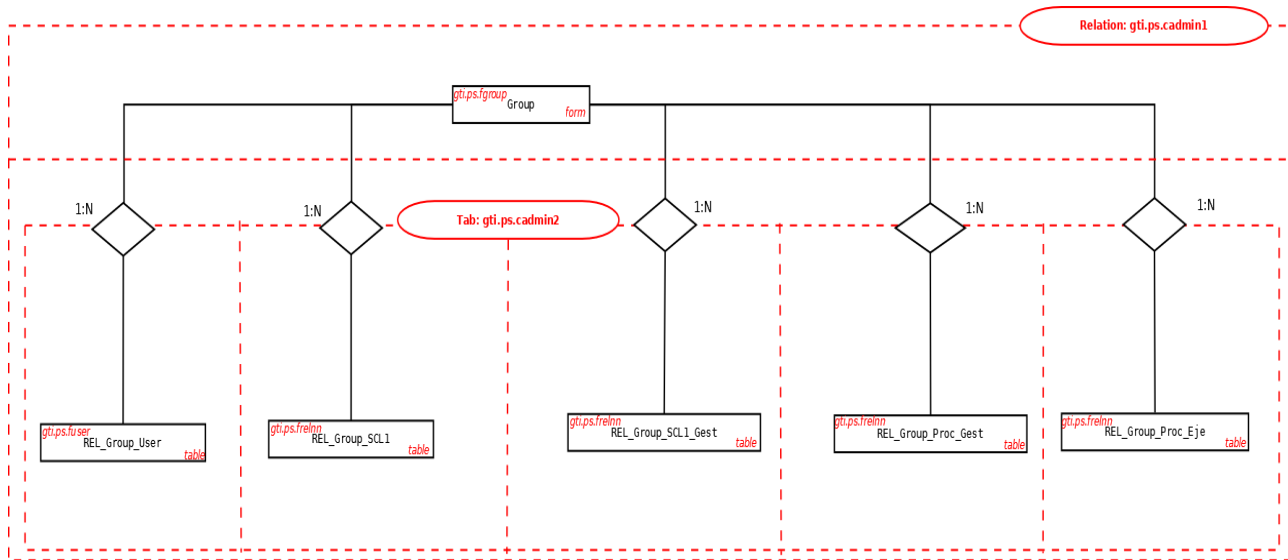 Relation: gti.ps.cadmin1
gti.ps.fgroup
Group
form
1:N
1:N
Tab: gti.ps.cadmin2
1:N
1:N
1:N
gti.ps.fuser
REL_Group_User
table
gti.ps.frelnn
REL_Group_SCL1
table
gti.ps.frelnn
REL_Group_SCL1_Gest
table
gti.ps.frelnn
REL_Group_Proc_Gest
table
gti.ps.frelnn
REL_Group_Proc_Eje
table